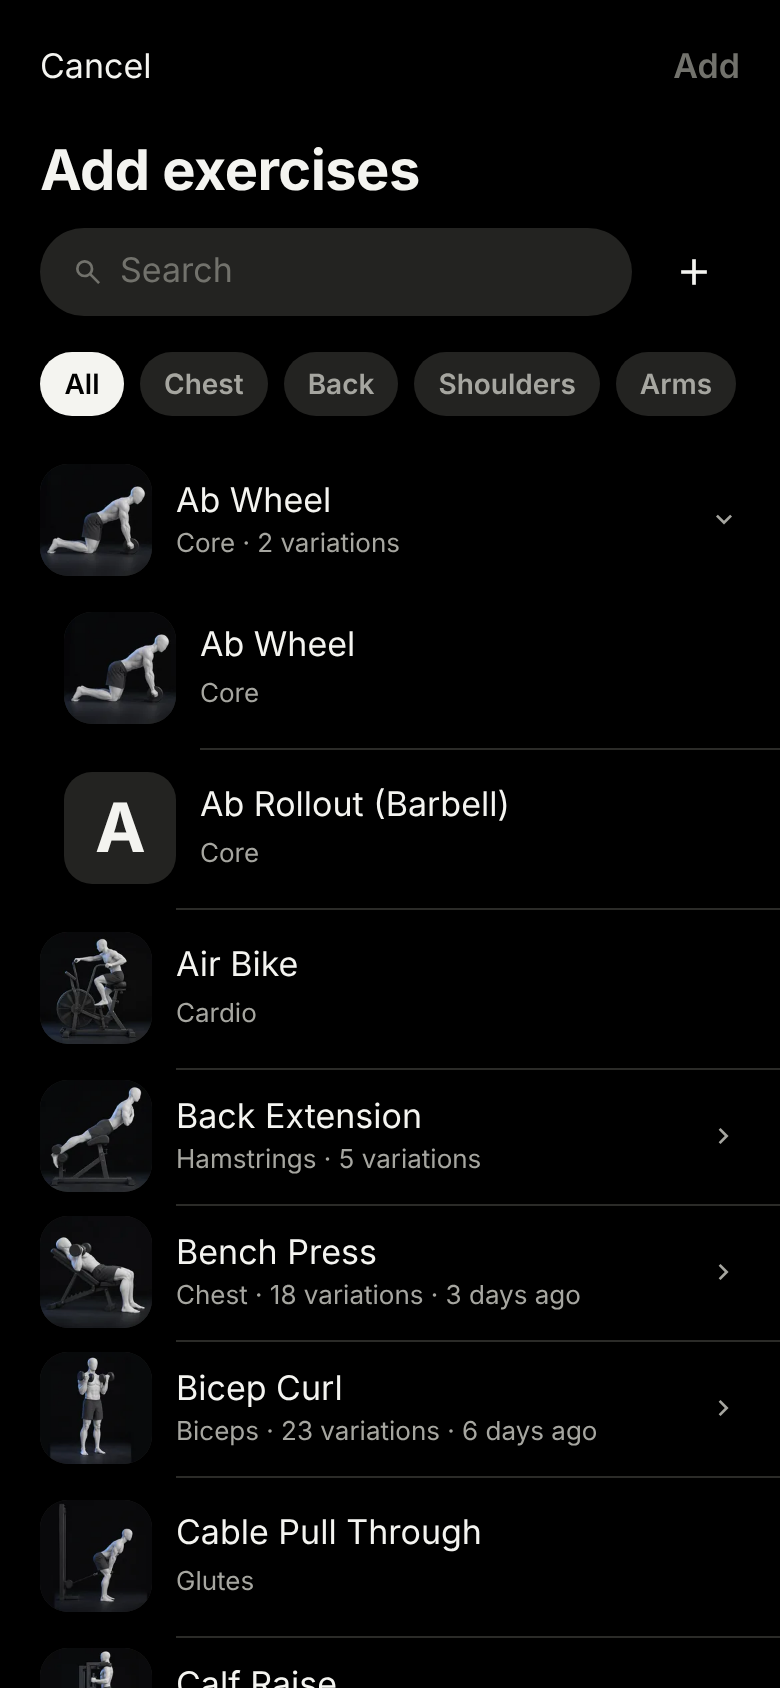 Cancel
Add
Add exercises
Search
All
Chest
Back
Shoulders
Arms
Ab Wheel
Core · 2 variations
Ab Wheel
Core
A
Ab Rollout (Barbell)
Core
Air Bike
Cardio
Back Extension
Hamstrings · 5 variations
Bench Press
Chest · 18 variations · 3 days ago
Bicep Curl
Biceps · 23 variations · 6 days ago
Cable Pull Through
Glutes
Calf Raise